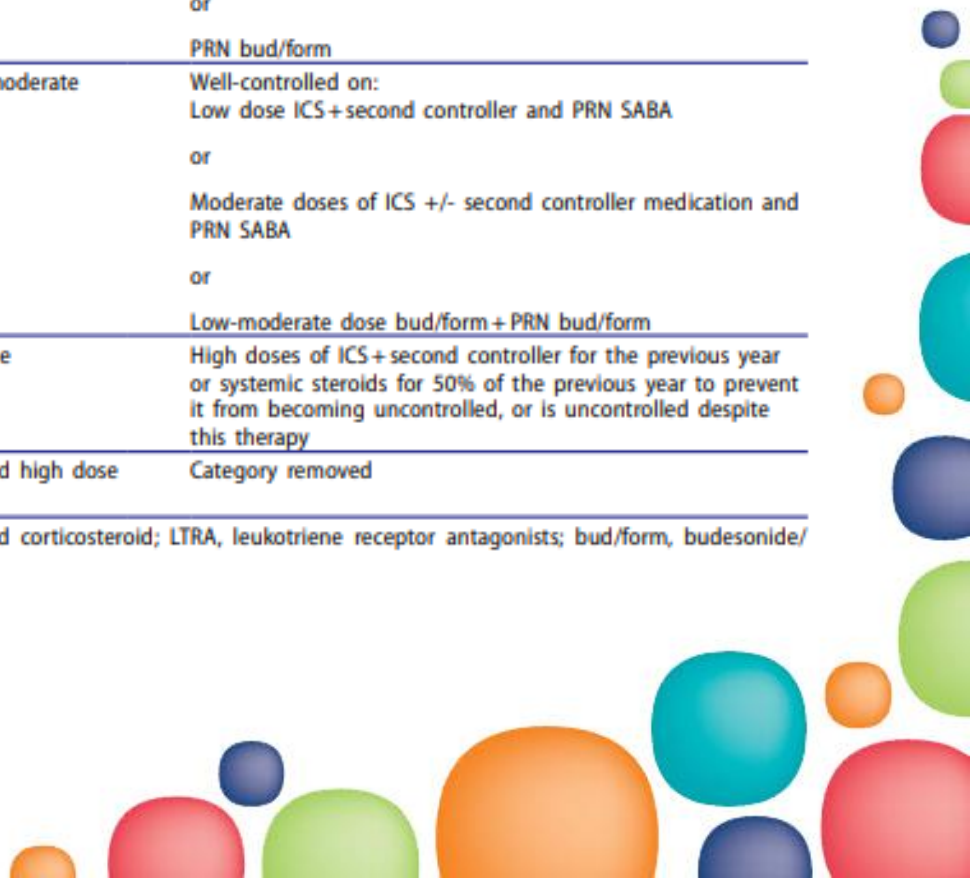 or
PRN bud/form
moderate
Well-controlled on:
Low dose ICS+second controller and PRN SABA
or
Moderate doses of ICS +/- second controller medication and
PRN SABA
or
Low-moderate dose bud/form+PRN bud/form
e
High doses of ICS+second controller for the previous year
or systemic steroids for 50% of the previous year to prevent
it from becoming uncontrolled, or is uncontrolled despite
this therapy
d high dose
Category removed
d corticosteroid; LTRA, leukotriene receptor antagonists; bud/form, budesonide/